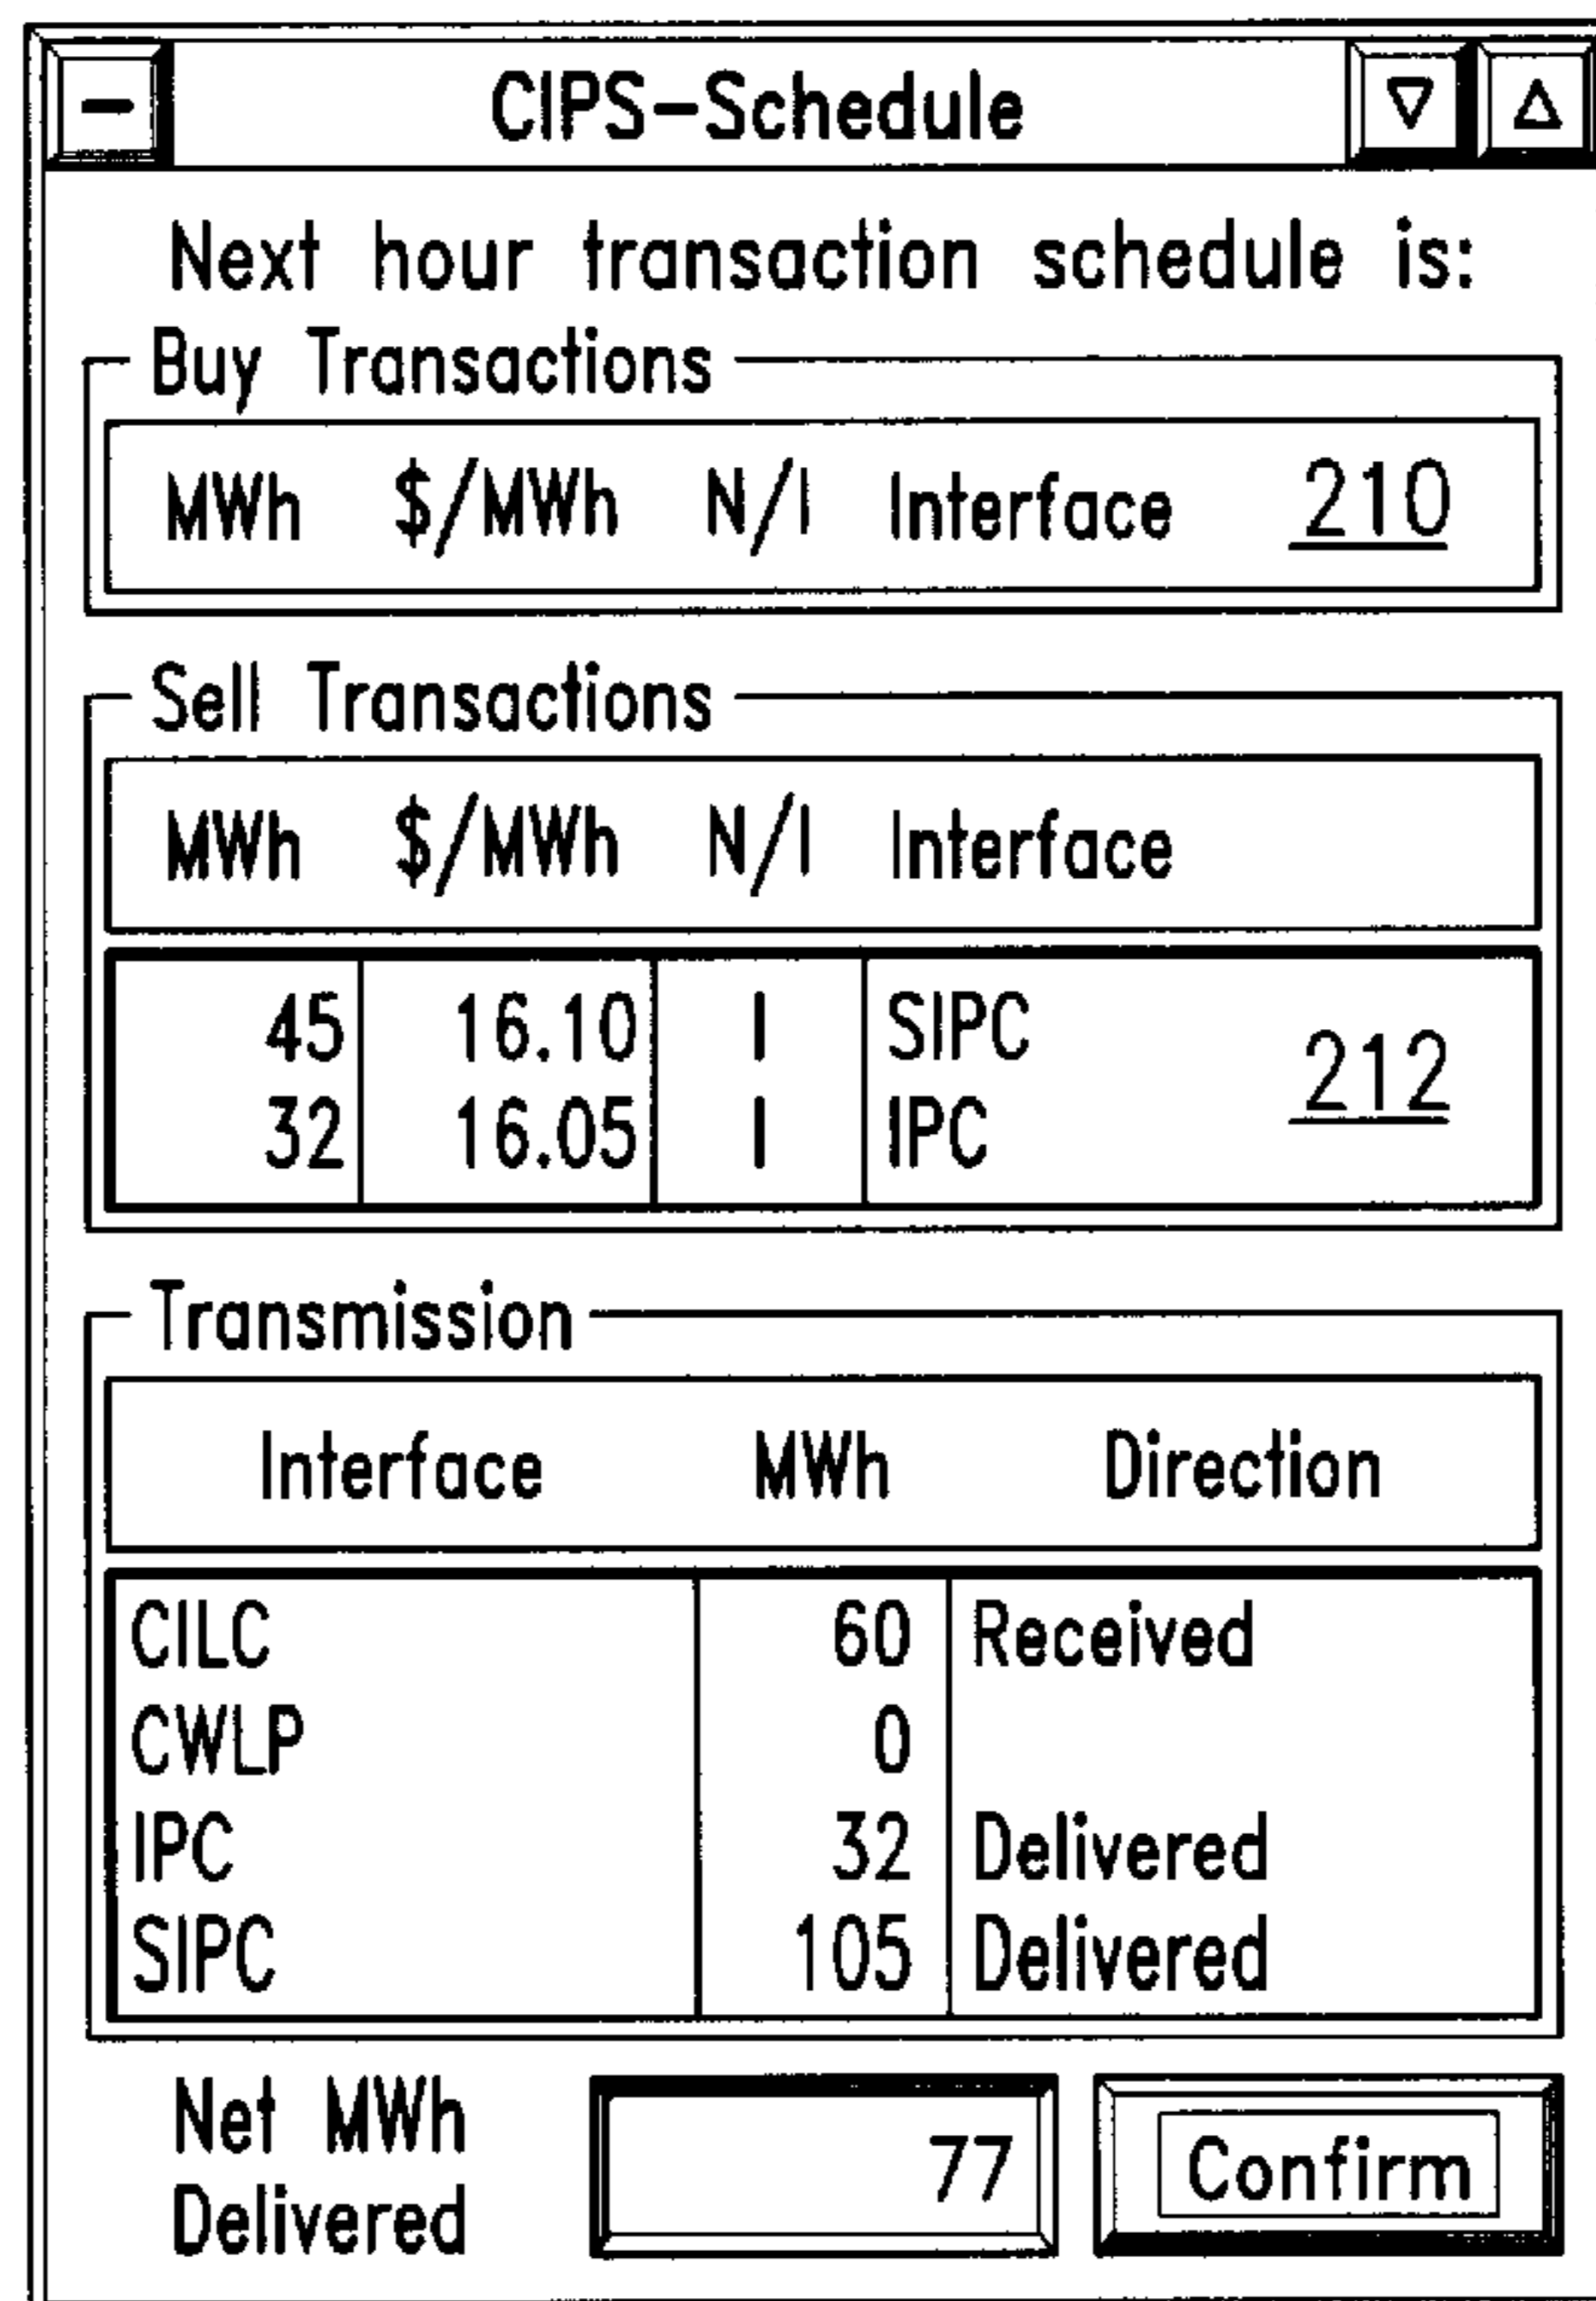 CIPS-Schedule
Next hour transaction schedule is:
Buy Transactions
MWh $/MWh N/I Interface 210
Sell Transactions
MWh $/MWh N/I Interface
45 16.10 I SIPC
212
32 16.05 I IPC
Transmission
Interface MWh Direction
CILC 60 Received
CWLP 0
IPC 32 Delivered
SIPC 105 Delivered
Net MWh
Delivered
77
Confirm